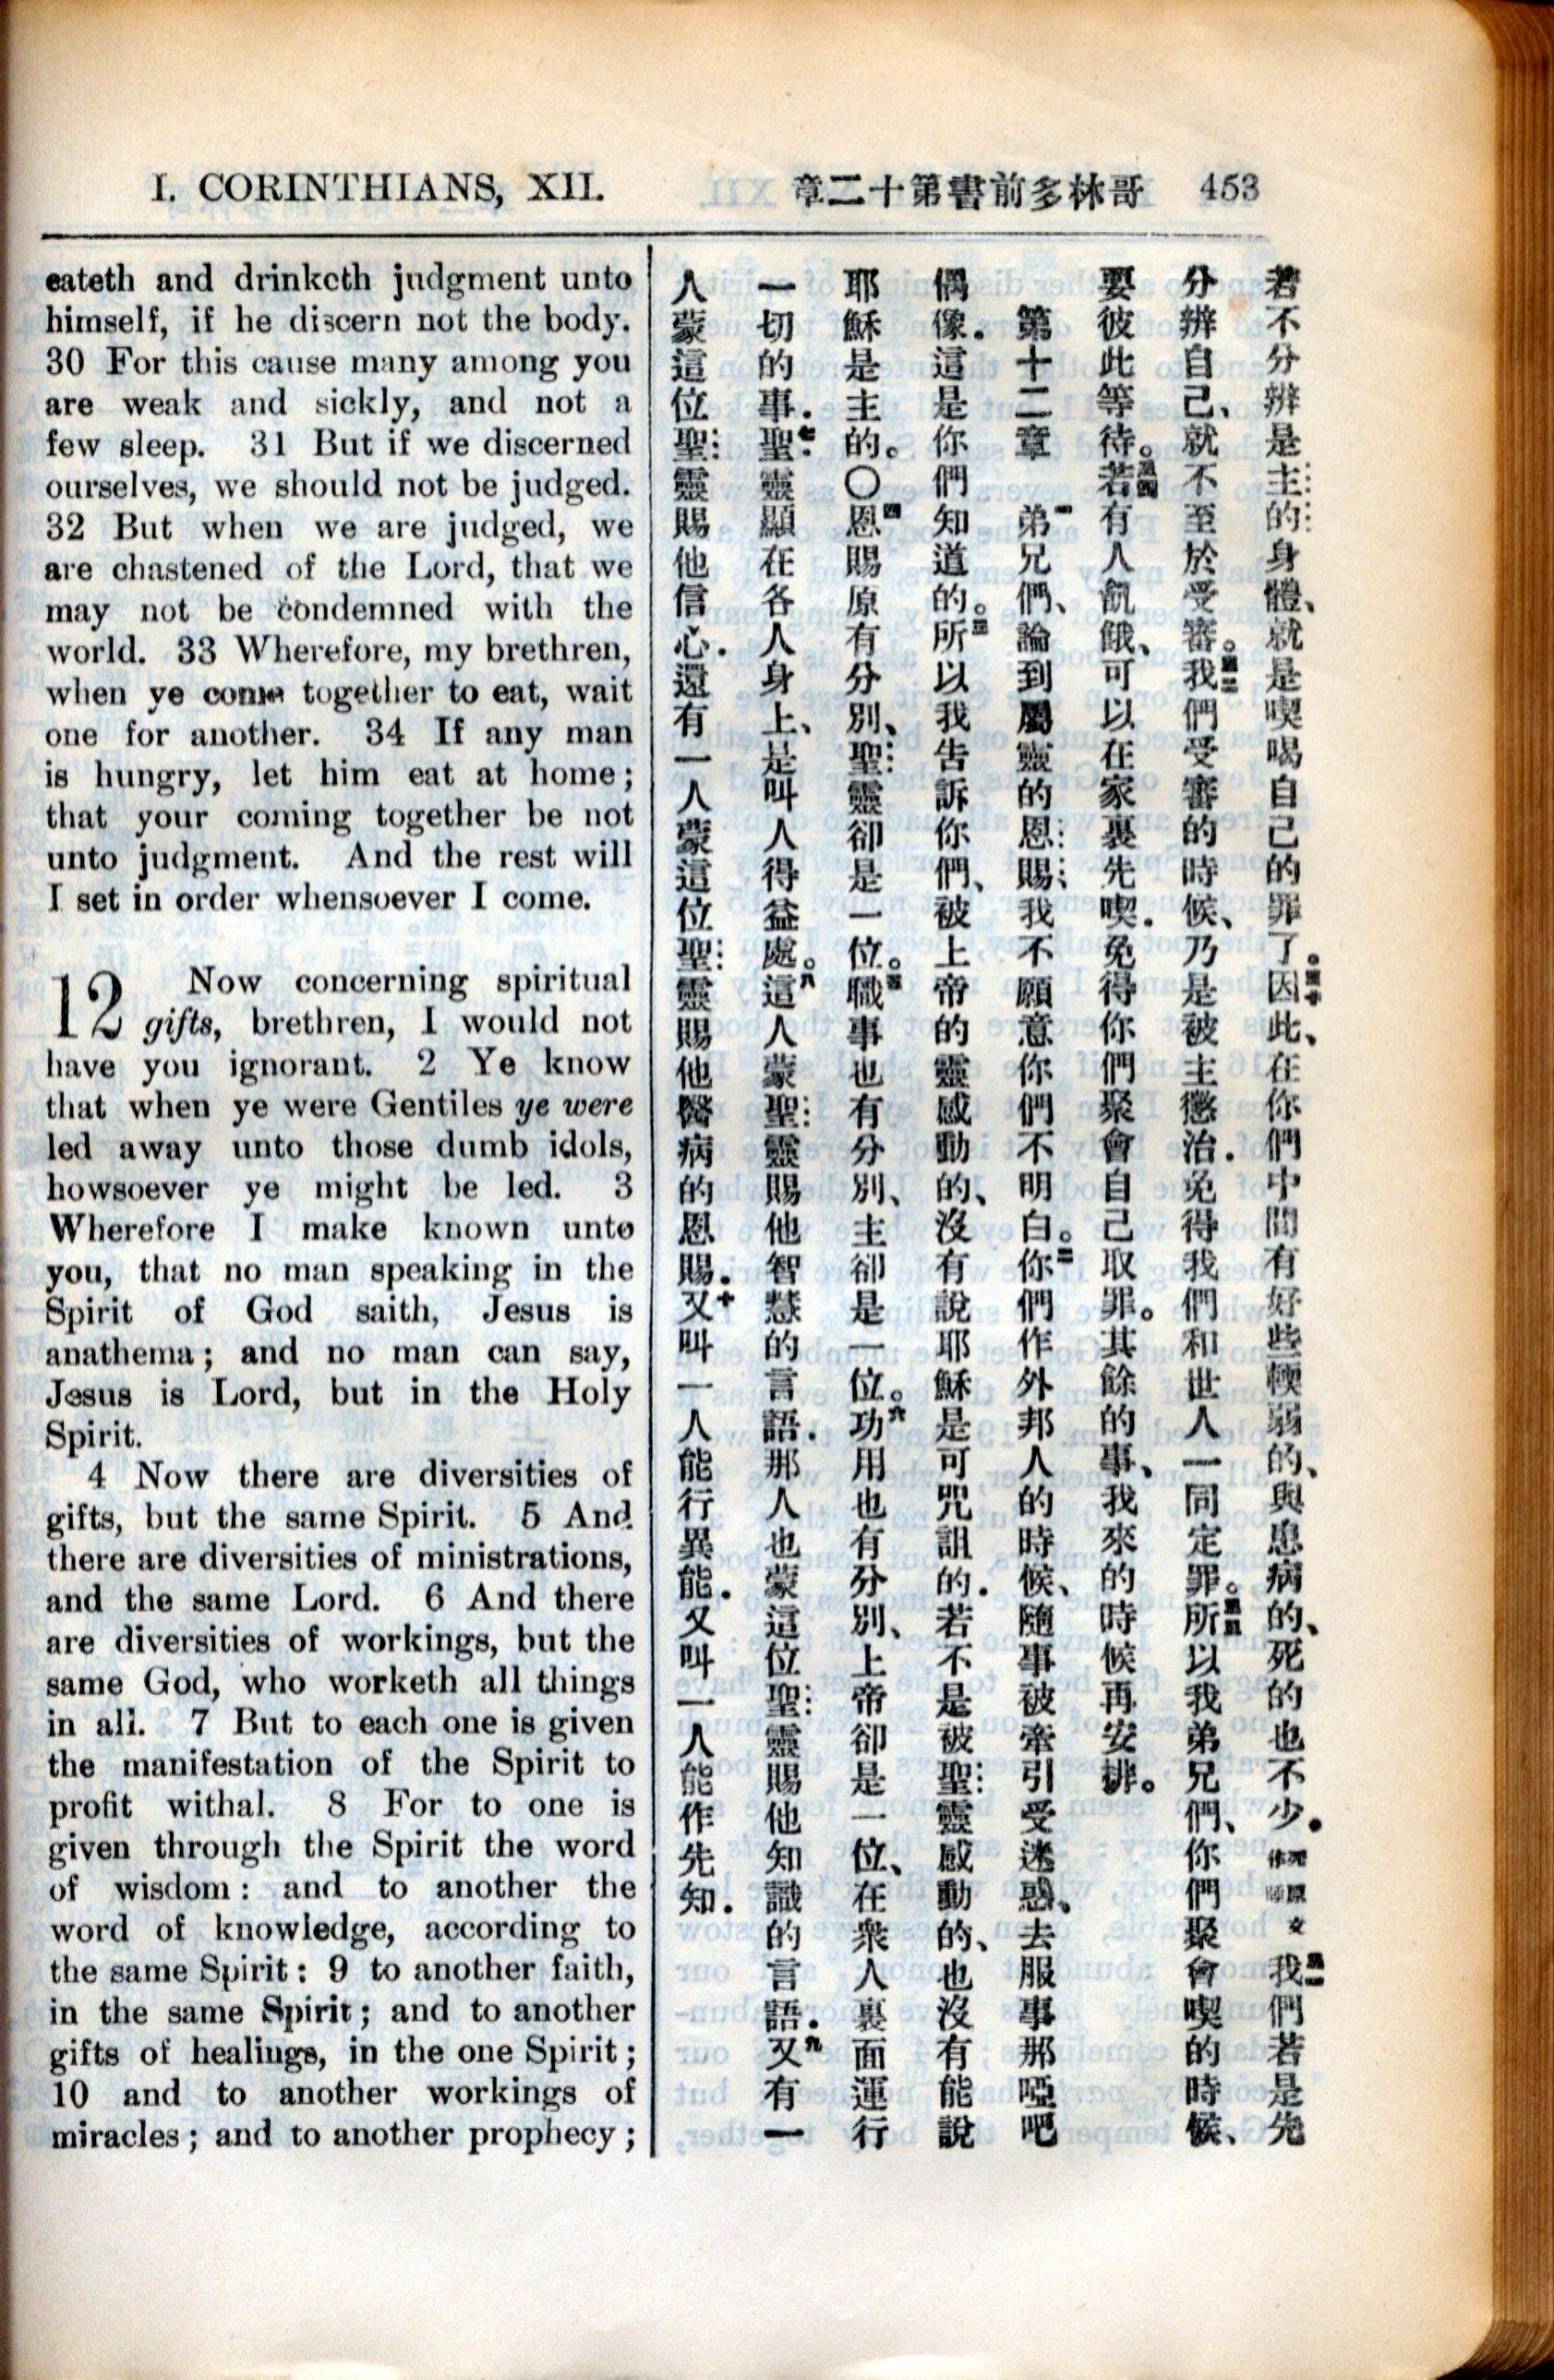 I. CORINTHIANS, XII.
章二十第書前多林哥 453
eateth and drinketh judgment unto
himself, if he discern not the body.
30 For this cause many among you
are weak and sickly, and not a
few sleep. 31 But if we discerned
ourselves, we should not be judged.
32 But when we are judged, we
are chastened of the Lord, that we
may not be condemned with the
world. 33 Wherefore, my brethren,
when ye come together to eat, wait
one for another. 34 If any man
is hungry, let him eat at home;
that your coming together be not
unto judgment. And the rest will
I set in order whensoever I come.
12 Now concerning spiritual
gifts, brethren, I would not
have you ignorant. 2 Ye know
that when ye were Gentiles ye were
led away unto those dumb idols,
howsoever ye might be led. 3
Wherefore I make known unto
you, that no man speaking in the
Spirit of God saith, Jesus is
anathema; and no man can say,
Jesus is Lord, but in the Holy
Spirit.
4 Now there are diversities of
gifts, but the same Spirit. 5 And
there are diversities of ministrations,
and the same Lord. 6 And there
are diversities of workings, but the
same God, who worketh all things
in all. 7 But to each one is given
the manifestation of the Spirit to
profit withal. 8 For to one is
given through the Spirit the word
of wisdom: and to another the
word of knowledge, according to
the same Spirit: 9 to another faith,
in the same Spirit; and to another
gifts of healings, in the one Spirit;
10 and to another workings of
miracles; and to another prophecy;
若不分辨是主的身體、就是喫喝自己的罪了。三十因此、在你們中間有好些輭弱的、與患病的、死的也不少。死原文作睡 三一我們若是先
分辨自己、就不至於受審。三二我們受審的時候、乃是被主懲治．免得我們和世人一同定罪。三三所以我弟兄們、你們聚會喫的時候、
要彼此等待。三四若有人飢餓、可以在家裏先喫．免得你們聚會自己取罪。其餘的事、我來的時候再安排。
第十二章 一弟兄們、論到屬靈的恩賜、我不願意你們不明白。二你們作外邦人的時候、隨事被牽引受迷惑、去服事那啞吧
偶像．這是你們知道的。三所以我告訴你們、被上帝的靈感動的、沒有說耶穌是可咒詛的．若不是被聖靈感動的、也沒有能說
耶穌是主的。○四恩賜原有分別、聖靈卻是一位。五職事也有分別、主卻是一位。六功用也有分別、上帝卻是一位、在衆人裏面運行
一切的事．七聖靈顯在各人身上、是叫人得益處。八這人蒙聖靈賜他智慧的言語．那人也蒙這位聖靈賜他知識的言語．九又有一
人蒙這位聖靈賜他信心．還有一人蒙這位聖靈賜他醫病的恩賜．十又叫一人能行異能．又叫一人能作先知．